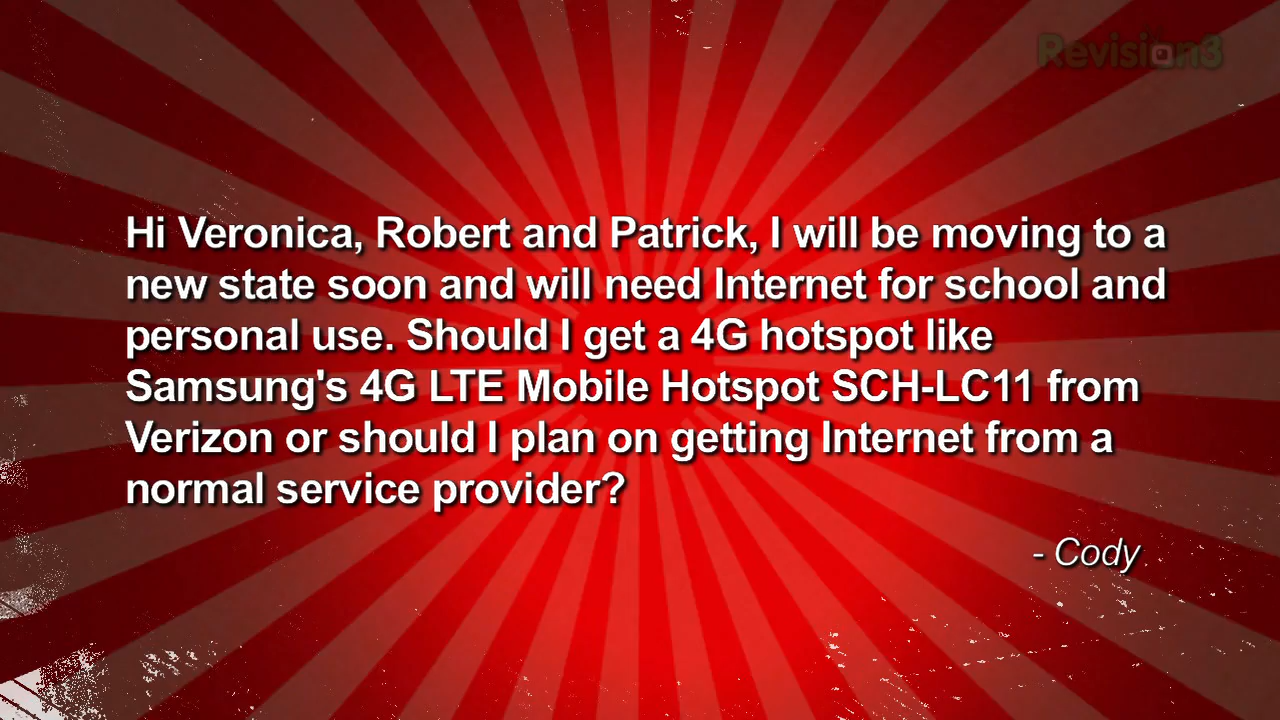 Revision3
Hi Veronica, Robert and Patrick, I will be moving to a
new state soon and will need Internet for school and
personal use. Should I get a 4G hotspot like
Samsung's 4G LTE Mobile Hotspot SCH-LC11 from
Verizon or should I plan on getting Internet from a
normal service provider?
- Cody